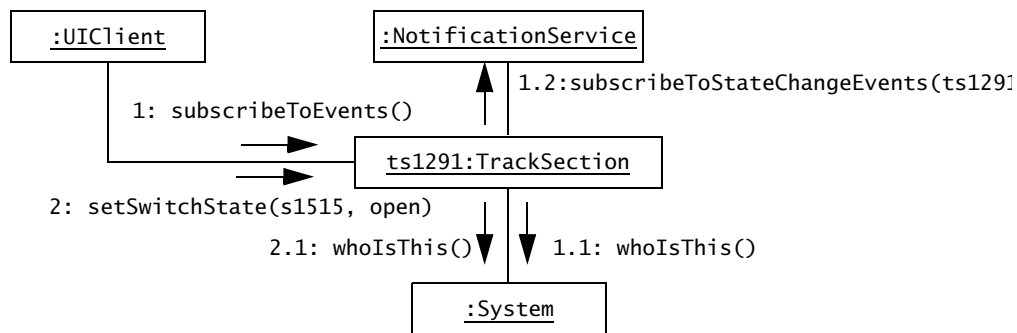 :UIClient
:NotificationService
1.2:subscribeToStateChangeEvents(ts1291
1: subscribeToEvents()
ts1291:TrackSection
2: setSwitchState(s1515, open)
2.1: whoIsThis()
1.1: whoIsThis()
:System